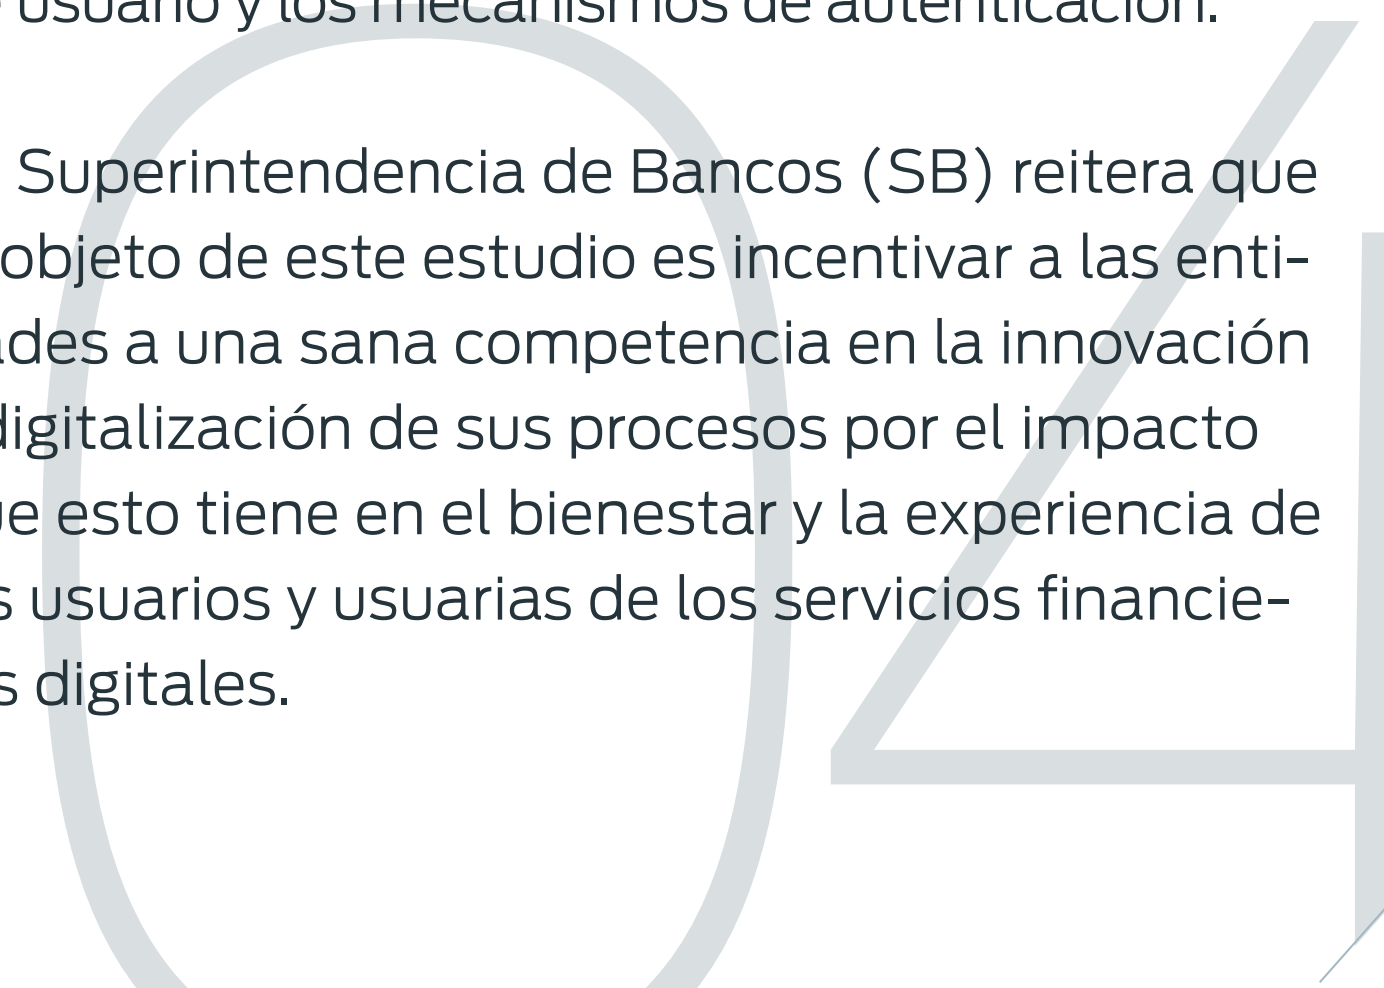 usuario y los mecanismos de autenticación.
Superintendencia de Bancos (SB) reitera que
objeto de este estudio es incentivar a las enti-
ades a una sana competencia en la innovación
digitalización de sus procesos por el impacto
ue esto tiene en el bienestar y la experiencia de
s usuarios y usuarias de los servicios financie-
s digitales.
04